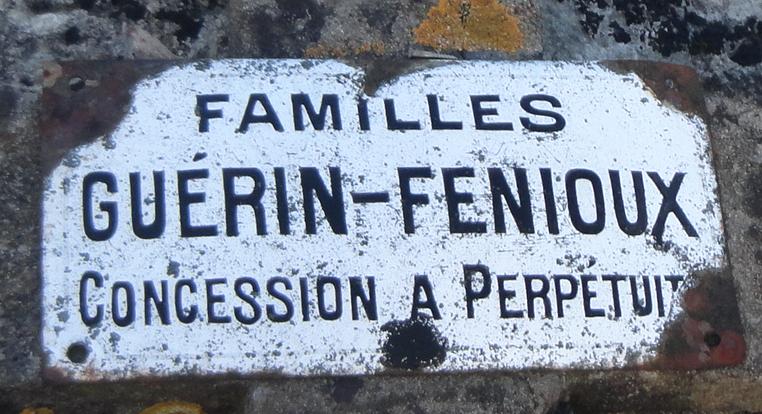 FAMILLES
GUÉRIN-FENIOUX
CONCESSION A PERPÉTUIT